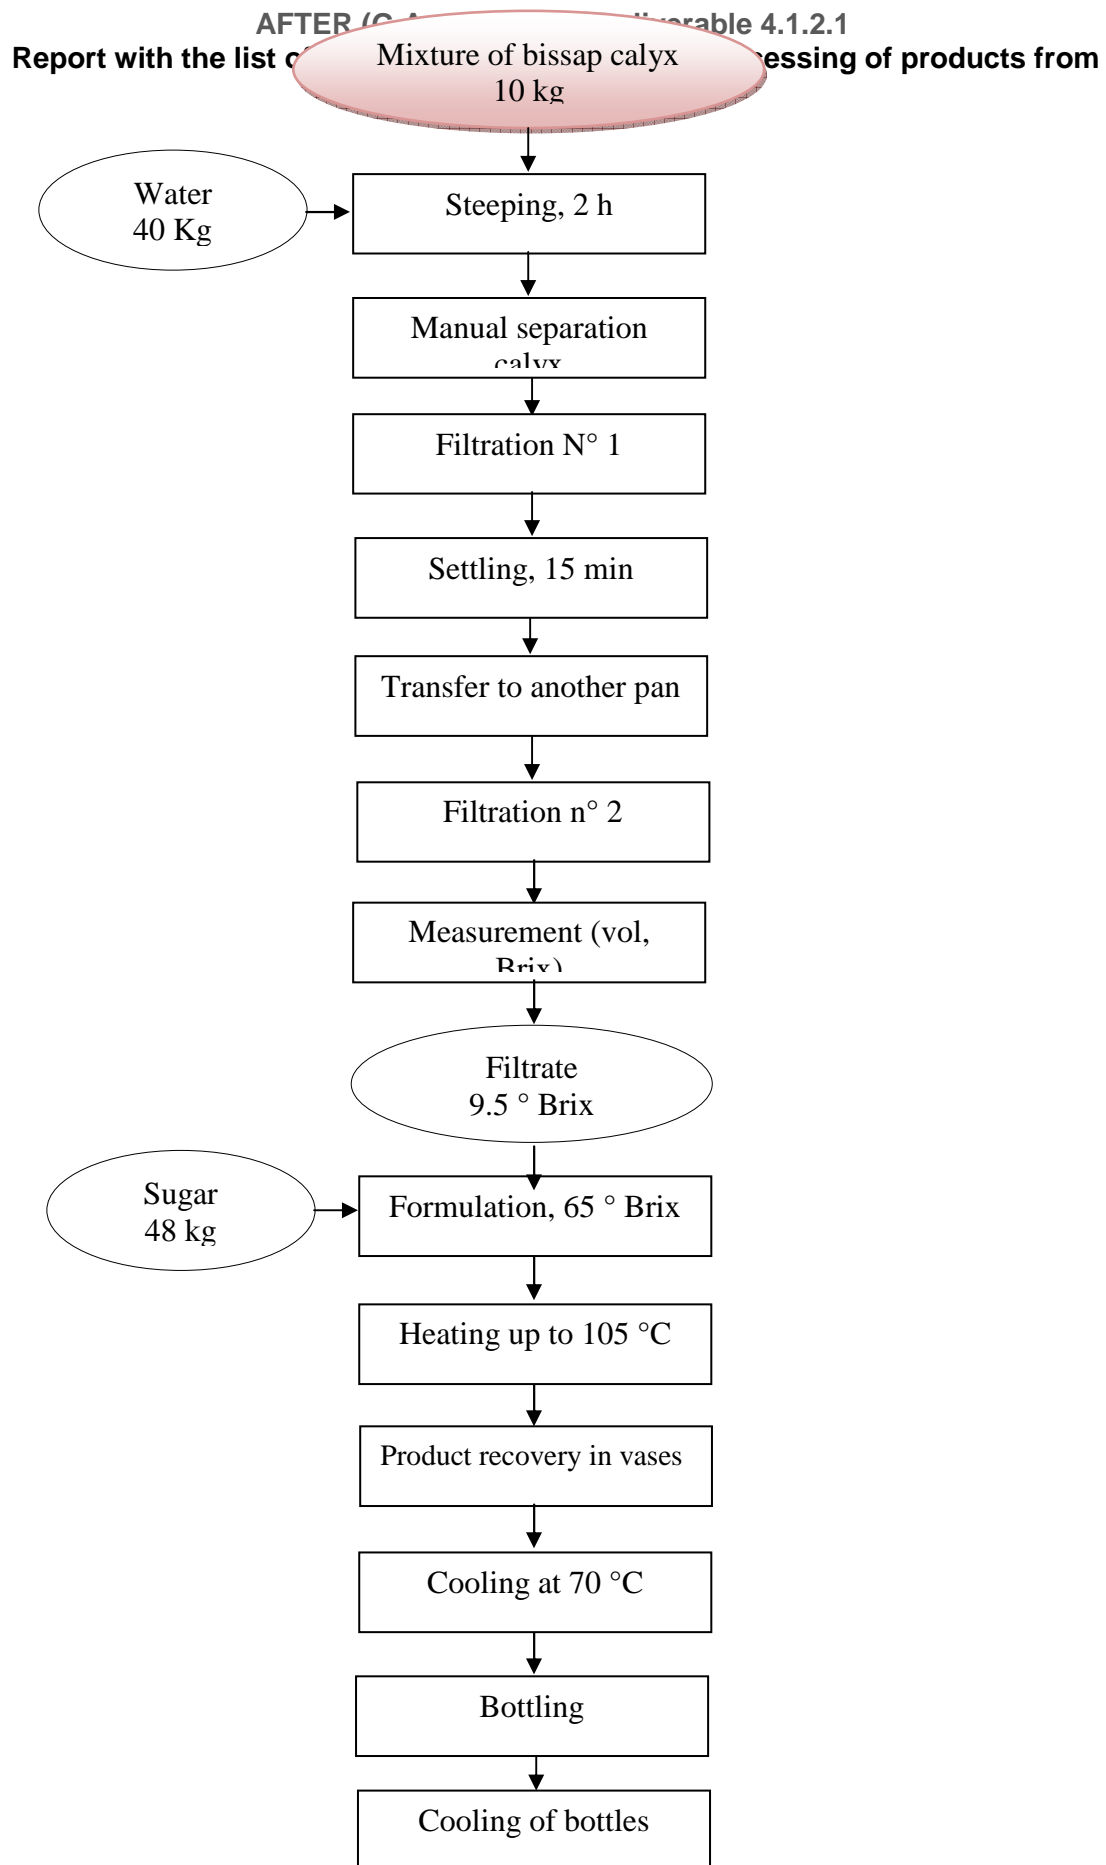 AFTER (G A 4.1.2.1
Report with the list of essing of products from
Mixture of bissap calyx
10 kg
Water
40 Kg
Steeping, 2 h
Manual separation
calyx
Filtration N° 1
Settling, 15 min
Transfer to another pan
Filtration n° 2
Measurement (vol,
Brix)
Filtrate
9.5 ° Brix
Sugar
48 kg
Formulation, 65 ° Brix
Heating up to 105 °C
Product recovery in vases
Cooling at 70 °C
Bottling
Cooling of bottles